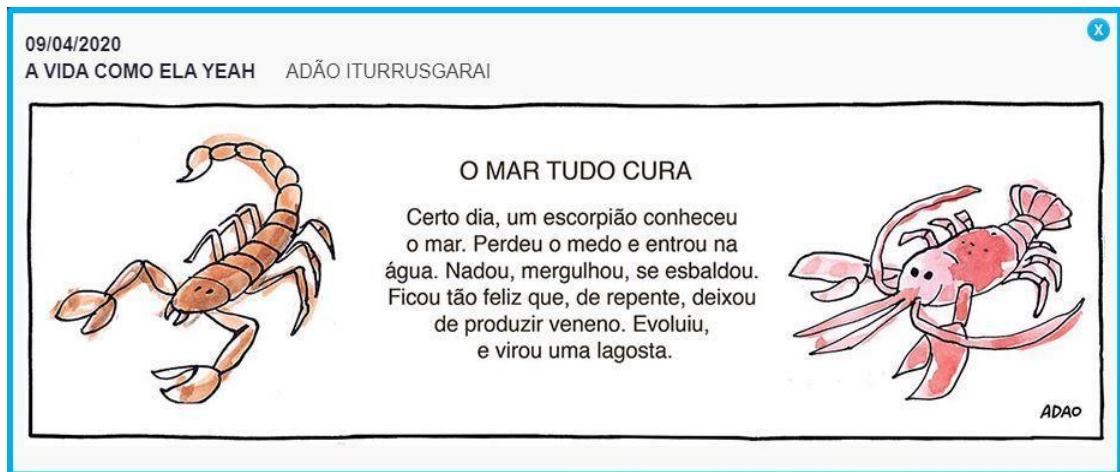 X
09/04/2020
A VIDA COMO ELA YEAH ADÃO ITURRUSGARAI
O MAR TUDO CURA
Certo dia, um escorpião conheceu
o mar. Perdeu o medo e entrou na
água. Nadou, mergulhou, se esbaldou.
Ficou tão feliz que, de repente, deixou
de produzir veneno. Evoluiu,
e virou uma lagosta.
ADAO